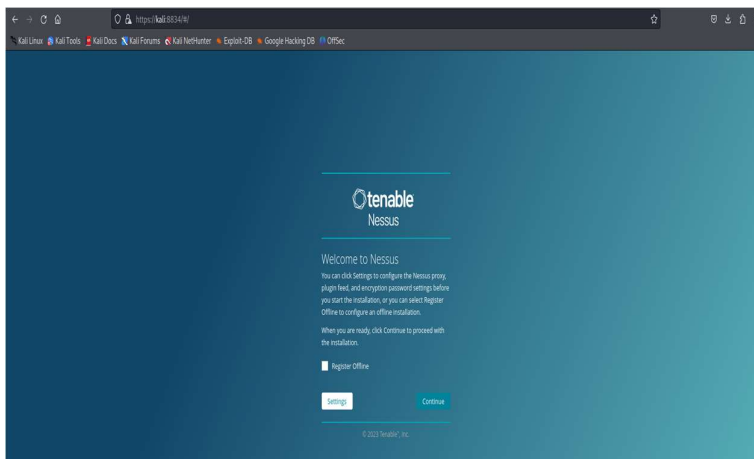 https://kali:8834/#/
Kali Linux Kali Tools Kali Docs Kali Forums Kali NetHunter Exploit-DB Google Hacking DB OffSec
tenable
Nessus
Welcome to Nessus
You can click Settings to configure the Nessus proxy,
plugin feed, and encryption password settings before
you start the installation, or you can select Register
Offline to configure an offline installation.
When you are ready, click Continue to proceed with
the installation.
Register Offline
Settings Continue
© 2023 Tenable®, Inc.